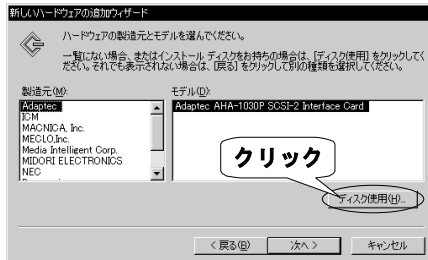 新しいハードウェアの追加ウィザード
ハードウェアの製造元とモデルを選んでください。
一覧にない場合、またはインストール ディスクをお持ちの場合は、[ディスク使用] をクリックしてく
ださい。それでも表示されない場合は、[戻る] をクリックして別の種類を選択してください。
製造元(M):
モデル(D):
Adaptec
ICM
MACNICA, Inc.
MEGLO,Inc.
Media Intelligent Corp.
MIDORI ELECTRONICS
NEC
Adaptec AHA-1030P SCSI-2 Interface Card
クリック
ディスク使用(H)...
< 戻る(B)
次へ >
キャンセル